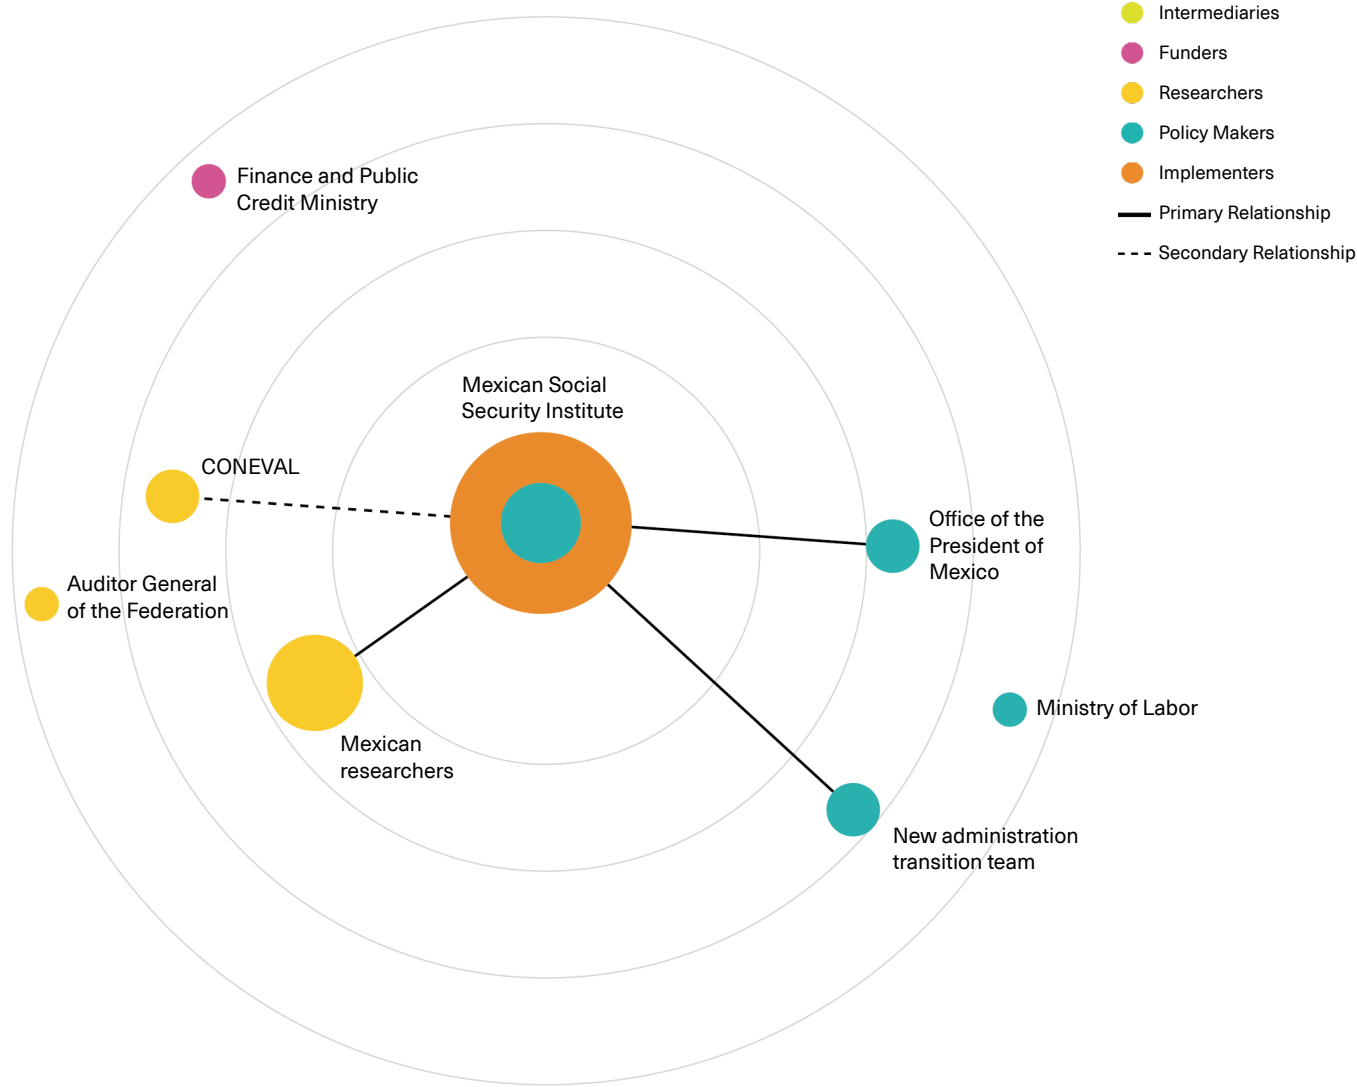 Intermediaries
Funders
Researchers
Policy Makers
Implementers
Primary Relationship
Secondary Relationship
Finance and Public
Credit Ministry
Mexican Social
Security Institute
CONEVAL
Office of the
President of
Mexico
Auditor General
of the Federation
Ministry of Labor
Mexican
researchers
New administration
transition team